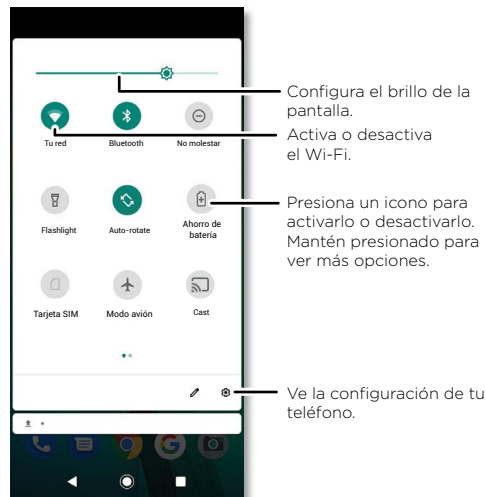 Configura el brillo de la
pantalla.
Activa o desactiva
el Wi-Fi.
Tu red
Bluetooth
No molestar
Presiona un icono para
activarlo o desactivarlo.
Mantén presionado para
ver más opciones.
Flashlight
Auto-rotate
Ahorro de
batería
Tarjeta SIM
Modo avión
Cast
Ve la configuración de tu
teléfono.